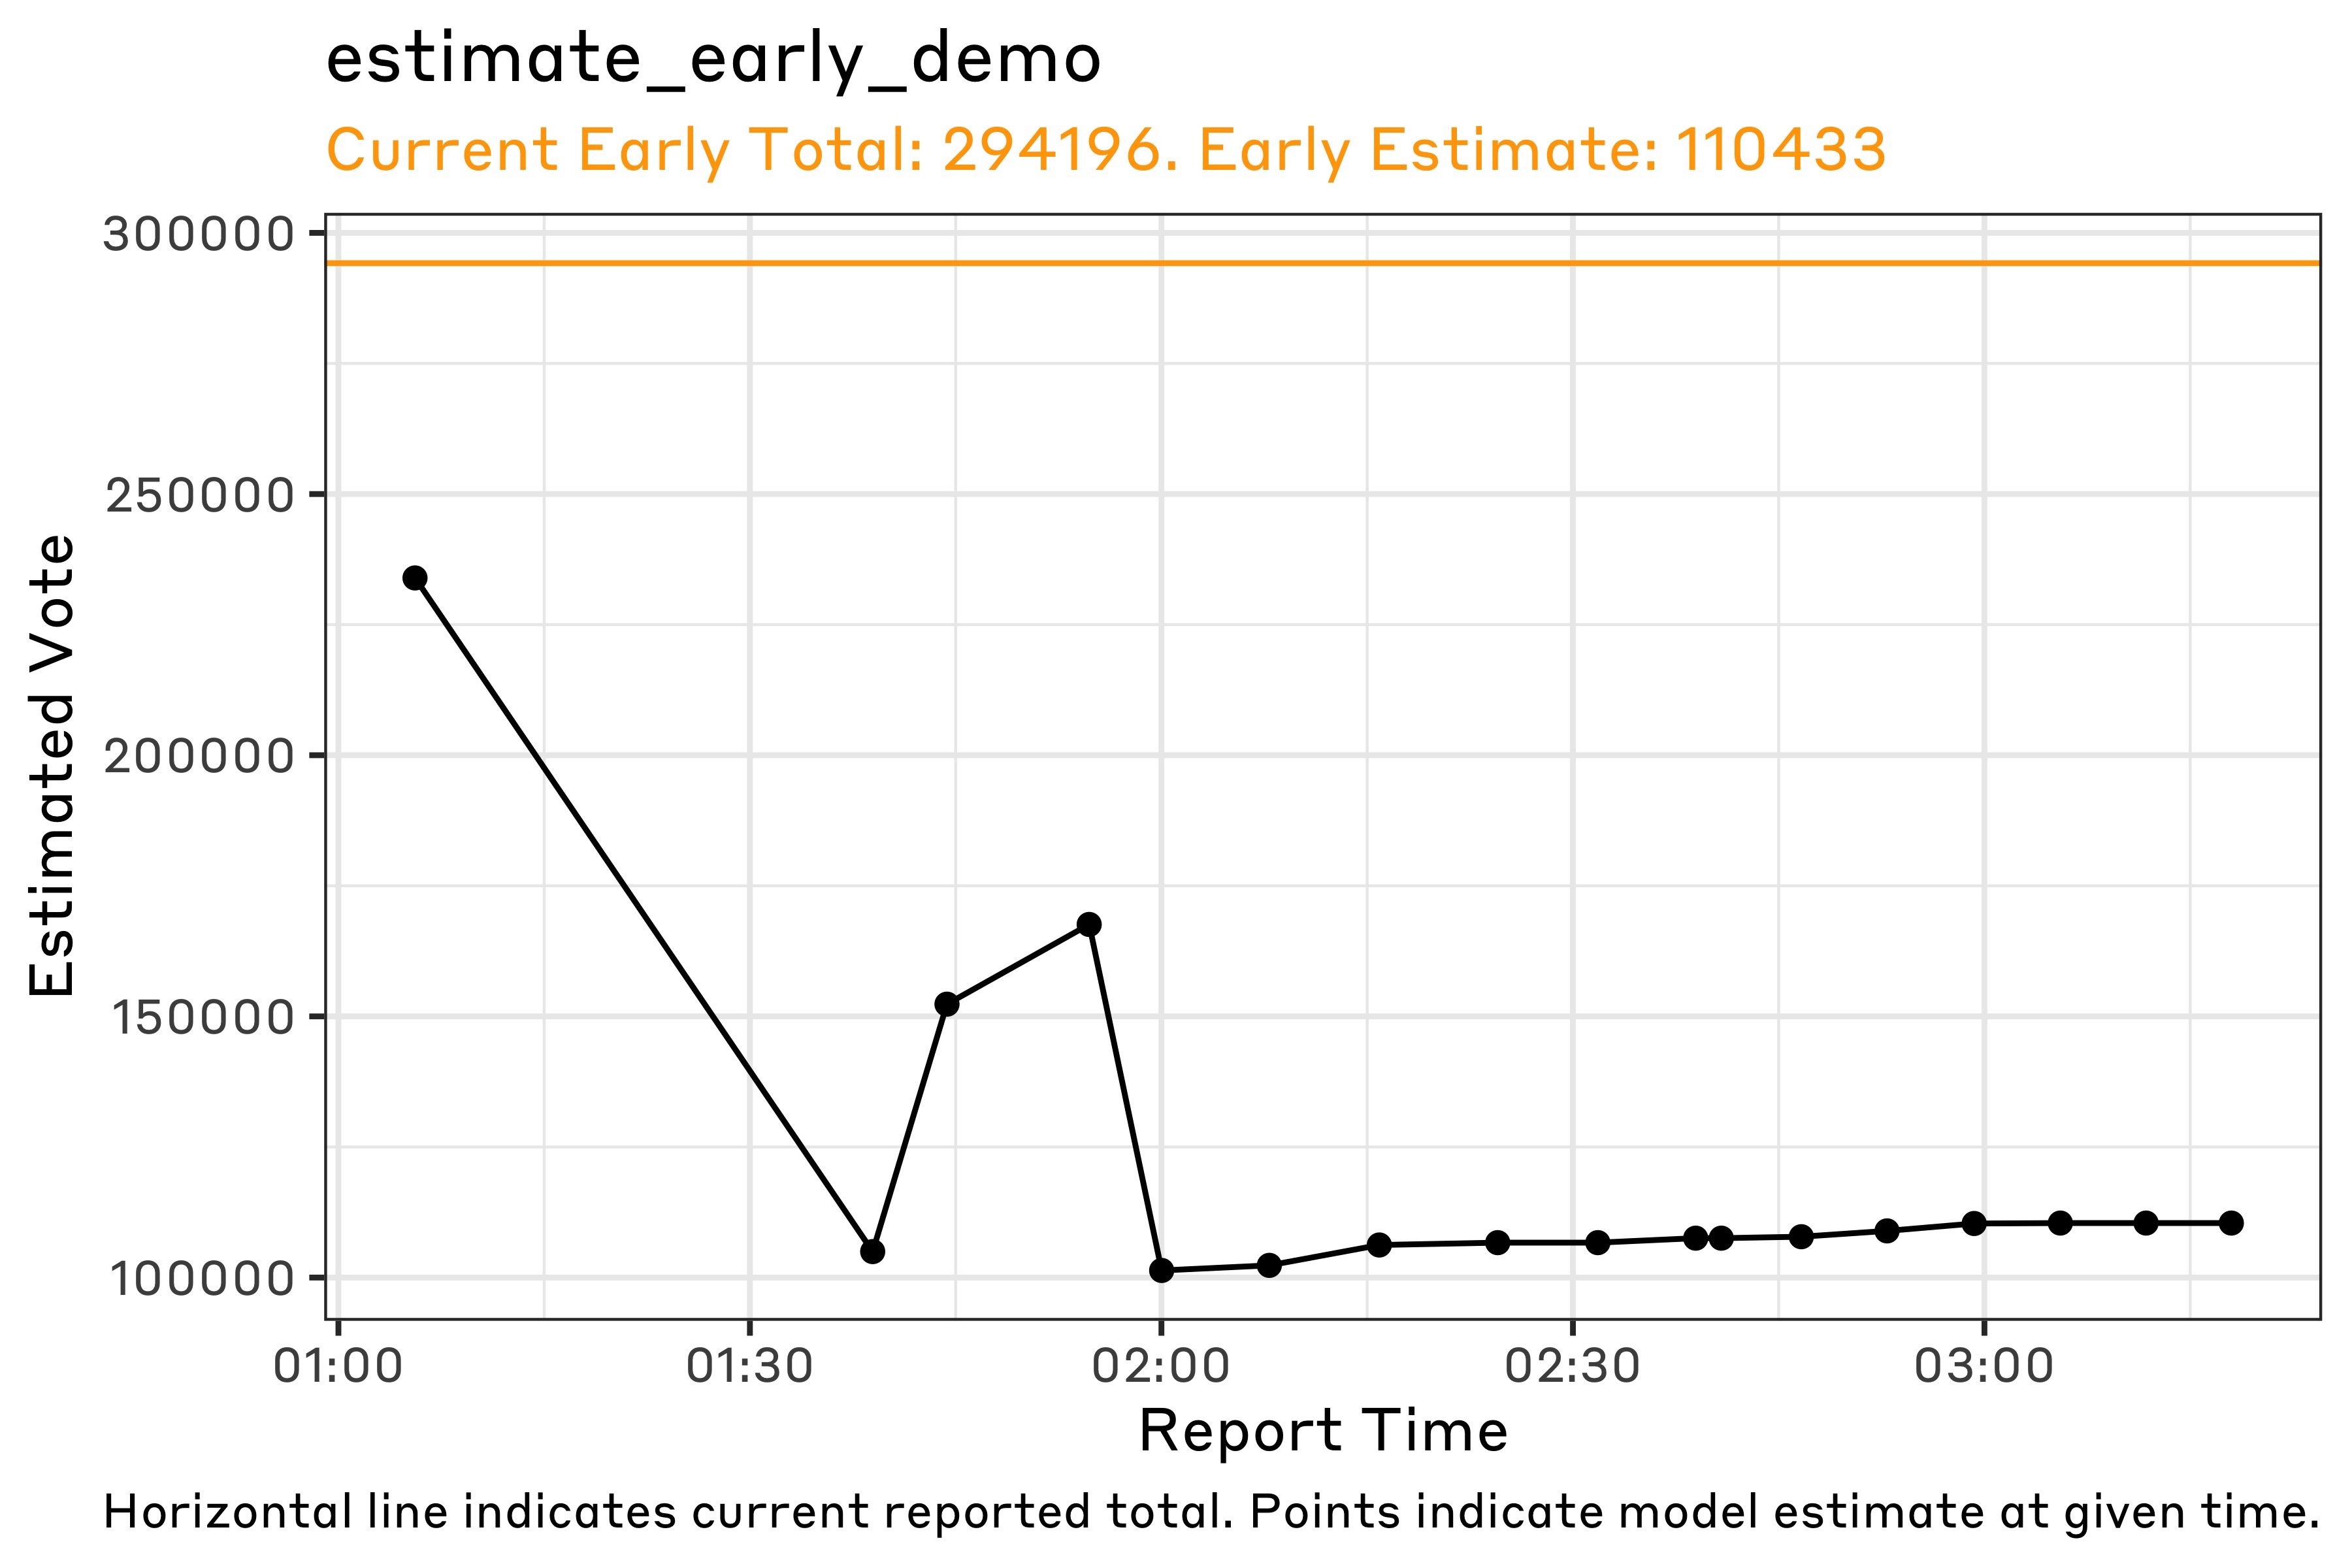 estimate_early_demo
Current Early Total: 294196. Early Estimate: 110433
300000
250000
200000
150000
100000
Estimated Vote
01:00 01:30 02:00 02:30 03:00
Report Time
Horizontal line indicates current reported total. Points indicate model estimate at given time.